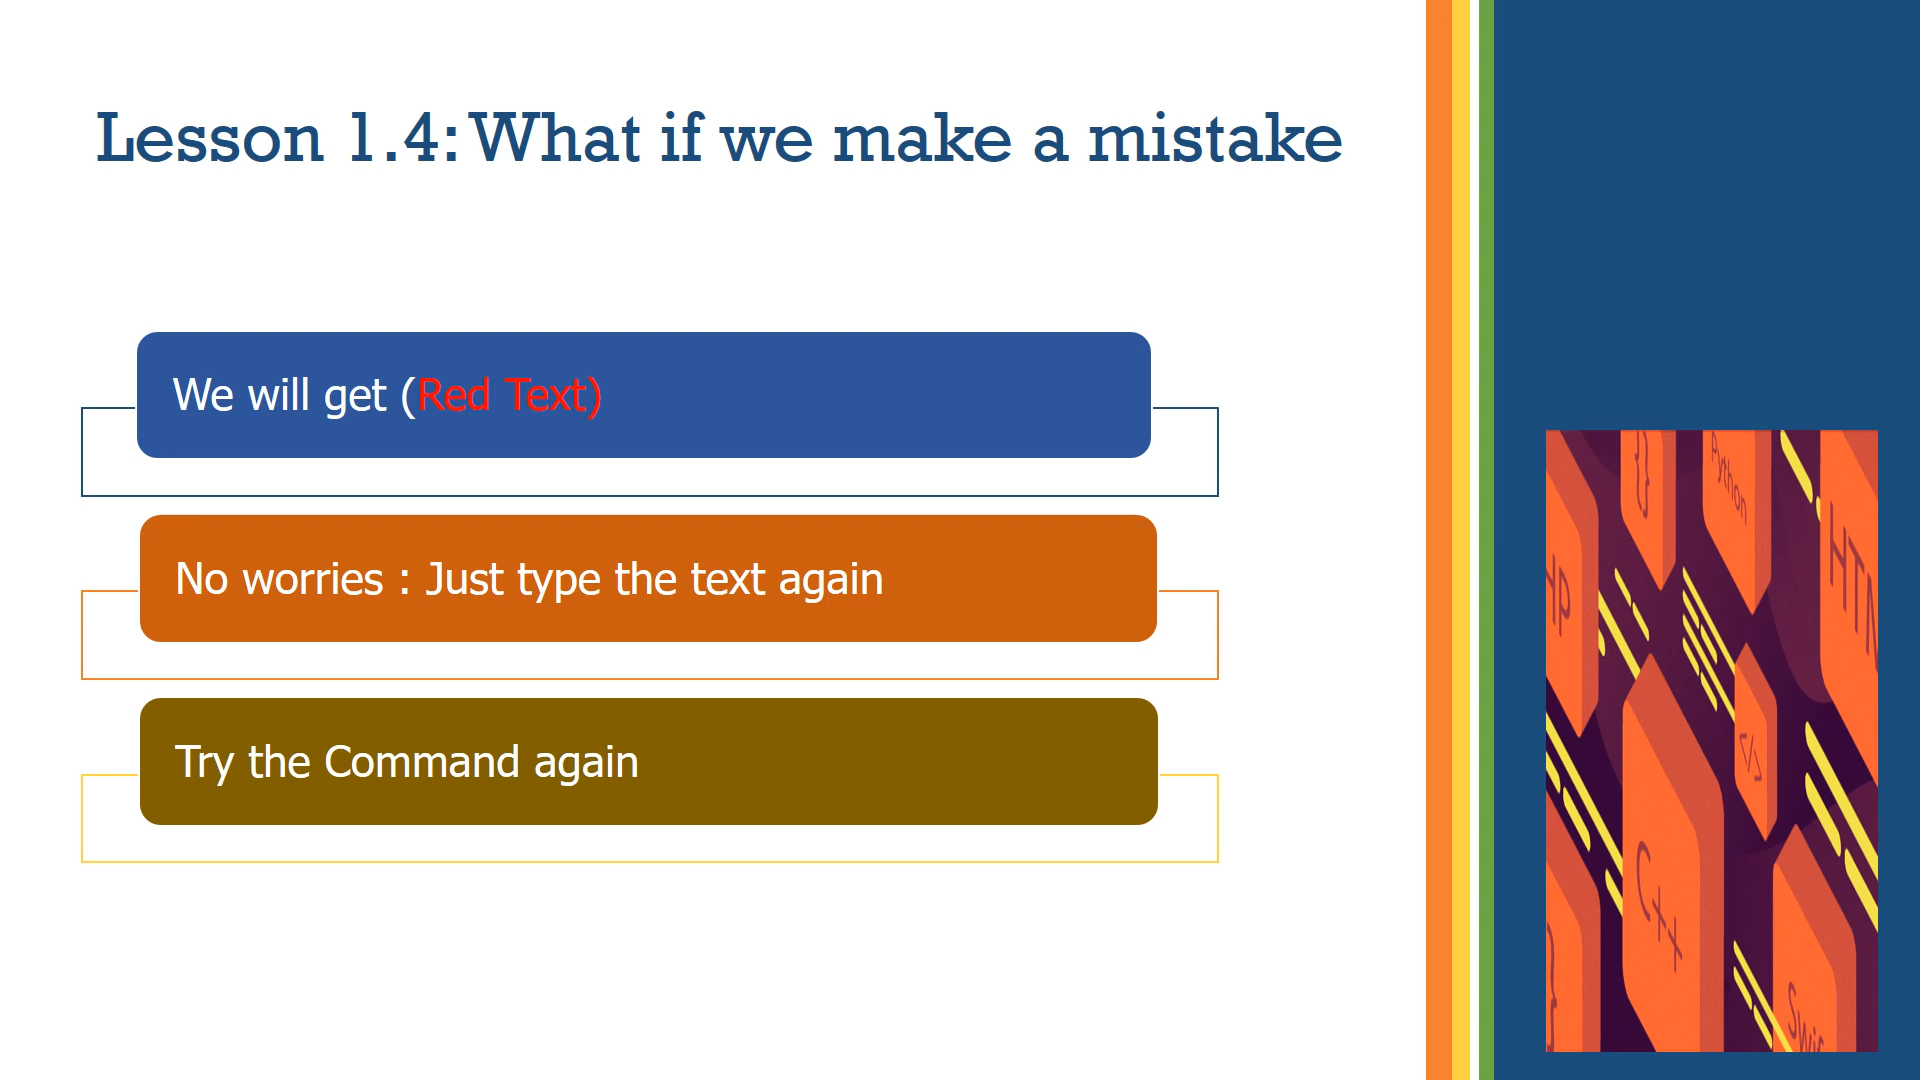 Lesson 1.4: What if we make a mistake
We will get (Red Text)
No worries : Just type the text again
Try the Command again
python
C++